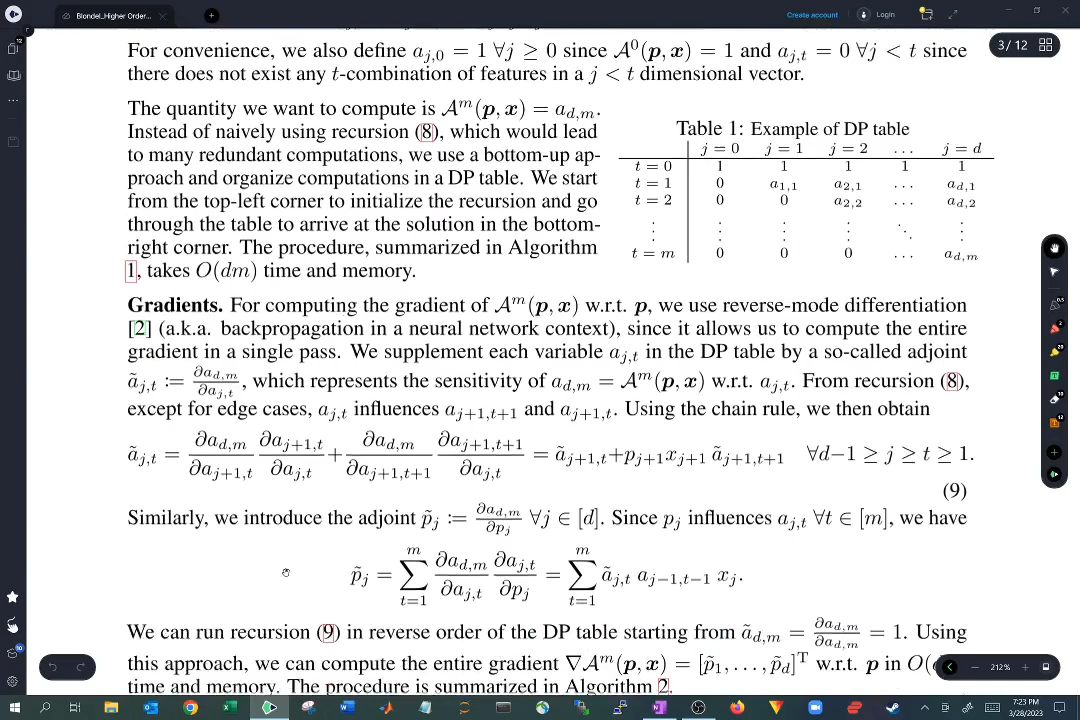 Blondel_Higher Order...
Create account
Login
3 / 12
For convenience, we also define a_{j,0} = 1 ∀j ≥ 0 since 𝒜^0(p, x) = 1 and a_{j,t} = 0 ∀j < t since
there does not exist any t-combination of features in a j < t dimensional vector.
The quantity we want to compute is 𝒜^m(p, x) = a_{d,m}.
Instead of naively using recursion (8), which would lead
to many redundant computations, we use a bottom-up ap-
proach and organize computations in a DP table. We start
from the top-left corner to initialize the recursion and go
through the table to arrive at the solution in the bottom-
right corner. The procedure, summarized in Algorithm
1, takes O(dm) time and memory.
Table 1: Example of DP table
j = 0 j = 1 j = 2 ... j = d
t = 0 1 1 1 1 1
t = 1 0 a_{1,1} a_{2,1} ... a_{d,1}
t = 2 0 0 a_{2,2} ... a_{d,2}
⋮ ⋮ ⋮ ⋮ ⋱ ⋮
t = m 0 0 0 ... a_{d,m}
Gradients. For computing the gradient of 𝒜^m(p, x) w.r.t. p, we use reverse-mode differentiation
[2] (a.k.a. backpropagation in a neural network context), since it allows us to compute the entire
gradient in a single pass. We supplement each variable a_{j,t} in the DP table by a so-called adjoint
ã_{j,t} := ∂a_{d,m}/∂a_{j,t}, which represents the sensitivity of a_{d,m} = 𝒜^m(p, x) w.r.t. a_{j,t}. From recursion (8),
except for edge cases, a_{j,t} influences a_{j+1,t+1} and a_{j+1,t}. Using the chain rule, we then obtain
ã_{j,t} = ∂a_{d,m}/∂a_{j+1,t} ∂a_{j+1,t}/∂a_{j,t} + ∂a_{d,m}/∂a_{j+1,t+1} ∂a_{j+1,t+1}/∂a_{j,t} = ã_{j+1,t} + p_{j+1}x_{j+1} ã_{j+1,t+1} ∀d−1 ≥ j ≥ t ≥ 1.
(9)
Similarly, we introduce the adjoint p̃_j := ∂a_{d,m}/∂p_j ∀j ∈ [d]. Since p_j influences a_{j,t} ∀t ∈ [m], we have
p̃_j = ∑_{t=1}^{m} ∂a_{d,m}/∂a_{j,t} ∂a_{j,t}/∂p_j = ∑_{t=1}^{m} ã_{j,t} a_{j−1,t−1} x_j.
We can run recursion (9) in reverse order of the DP table starting from ã_{d,m} = ∂a_{d,m}/∂a_{d,m} = 1. Using
this approach, we can compute the entire gradient ∇𝒜^m(p, x) = [p̃_1, . . . , p̃_d]^T w.r.t. p in O(
time and memory. The procedure is summarized in Algorithm 2.
212%
7:23 PM
3/28/2023